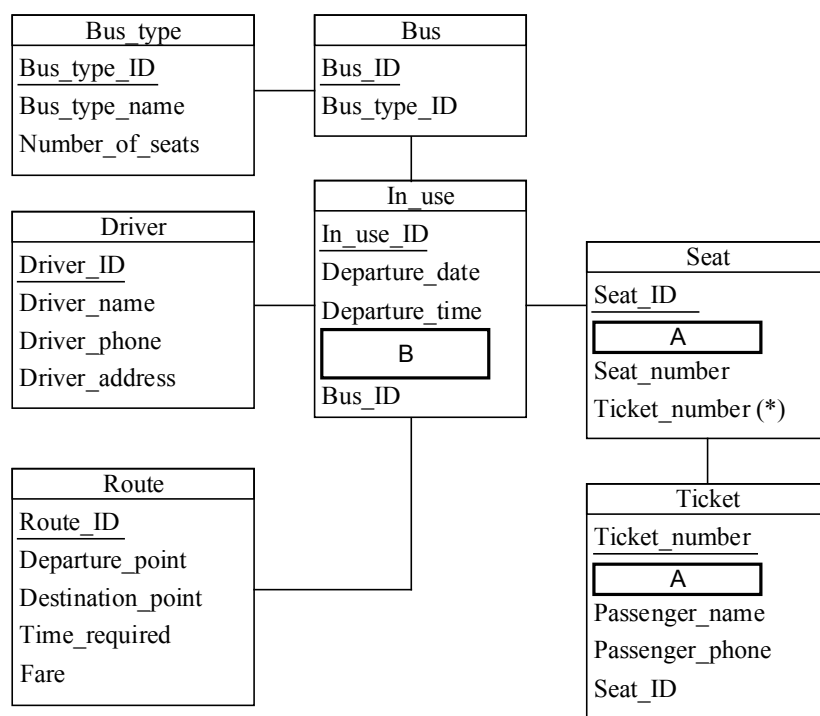 Bus_type
Bus_type_ID
Bus_type_name
Number_of_seats
Bus
Bus_ID
Bus_type_ID
Driver
Driver_ID
Driver_name
Driver_phone
Driver_address
In_use
In_use_ID
Departure_date
Departure_time
B
Bus_ID
Seat
Seat_ID
A
Seat_number
Ticket_number (*)
Route
Route_ID
Departure_point
Destination_point
Time_required
Fare
Ticket
Ticket_number
A
Passenger_name
Passenger_phone
Seat_ID